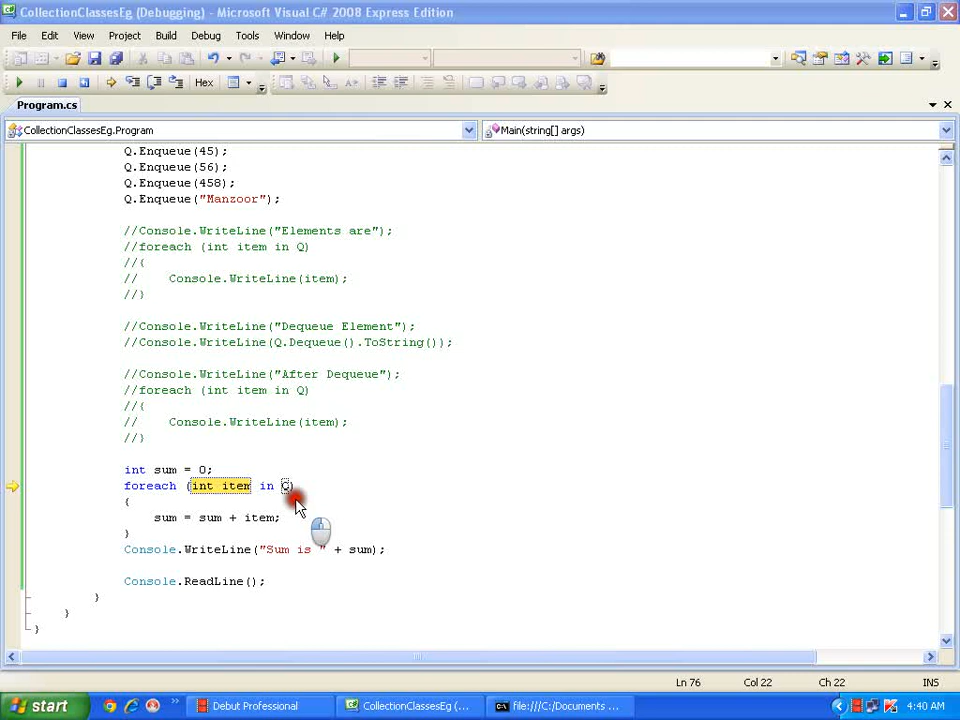 CollectionClassesEg (Debugging) - Microsoft Visual C# 2008 Express Edition
File Edit View Project Build Debug Tools Window Help
Hex
Program.cs
CollectionClassesEg.Program Main(string[] args)
Q.Enqueue(45);
Q.Enqueue(56);
Q.Enqueue(458);
Q.Enqueue("Manzoor");
//Console.WriteLine("Elements are");
//foreach (int item in Q)
//{
//    Console.WriteLine(item);
//}
//Console.WriteLine("Dequeue Element");
//Console.WriteLine(Q.Dequeue().ToString());
//Console.WriteLine("After Dequeue");
//foreach (int item in Q)
//{
//    Console.WriteLine(item);
//}
int sum = 0;
foreach (int item in Q)
{
sum = sum + item;
}
Console.WriteLine("Sum is " + sum);
Console.ReadLine();
}
}
}
Ln 76 Col 22 Ch 22 INS
start Debut Professional CollectionClassesEg (... file:///C:/Documents ... 4:40 AM